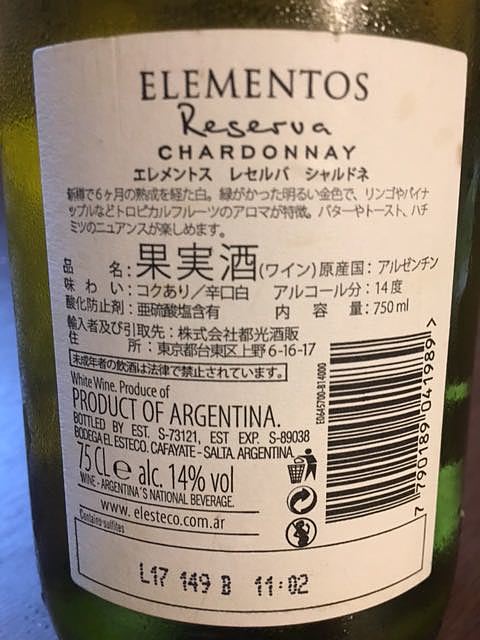 ELEMENTOS
Reserva
CHARDONNAY
エレメントス レセルバ シャルドネ
新樽で6ヶ月の熟成を経た白。緑がかった明るい金色で、リンゴやパイナ
ップルなどトロピカルフルーツのアロマが特徴。バターやトースト、ハチ
ミツのニュアンスが楽しめます。
品 名：果実酒(ワイン) 原産国：アルゼンチン
味 わ い：コクあり／辛口白 アルコール分：14度
酸化防止剤：亜硫酸塩含有 内 容 量：750ml
輸入者及び引取先：株式会社都光酒販
住 所：東京都台東区上野6-16-17
未成年者の飲酒は法律で禁止されています。
White Wine. Produce of
PRODUCT OF ARGENTINA.
BOTTLED BY EST. S-73121, EST EXP. S-89038
BODEGA EL ESTECO. CAFAYATE - SALTA. ARGENTINA.
75 CL e alc. 14% vol
WINE - ARGENTINA'S NATIONAL BEVERAGE.
www. elesteco.com.ar
Contains sulfites
7 790189 041989 >
L17 149 B 11:02